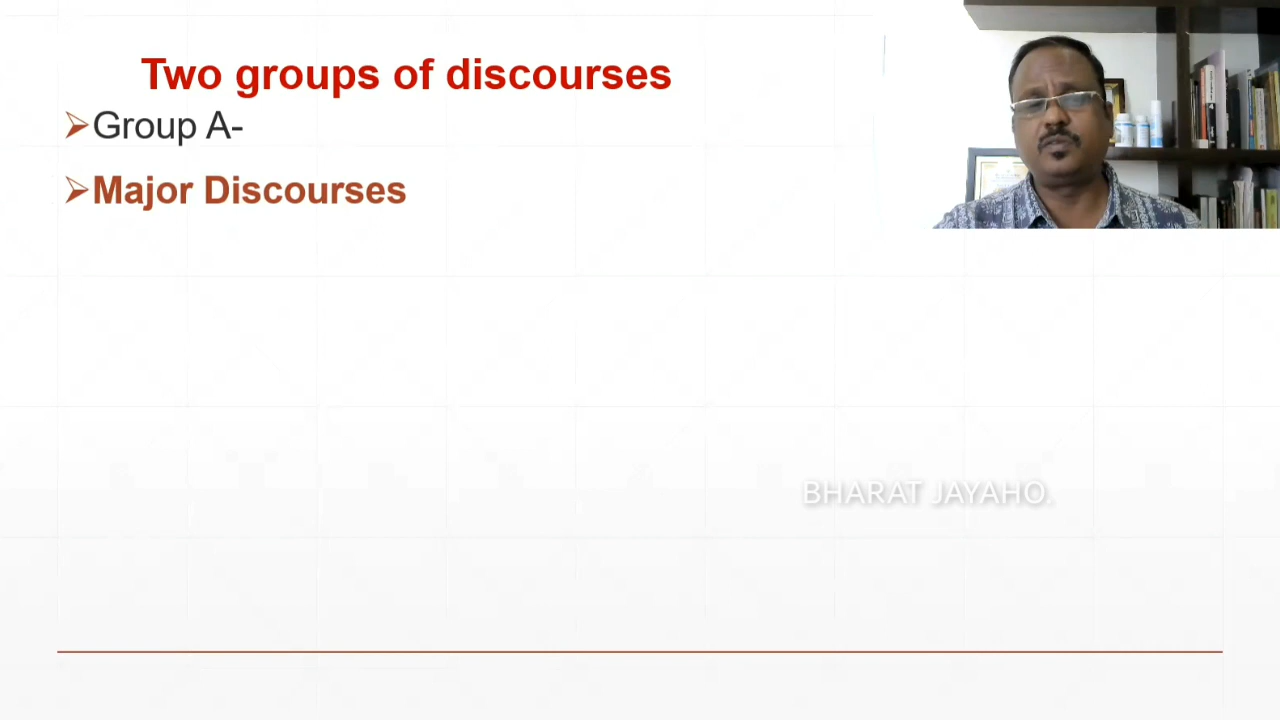 Two groups of discourses
Group A-
Major Discourses
BHARAT JAYAHO.